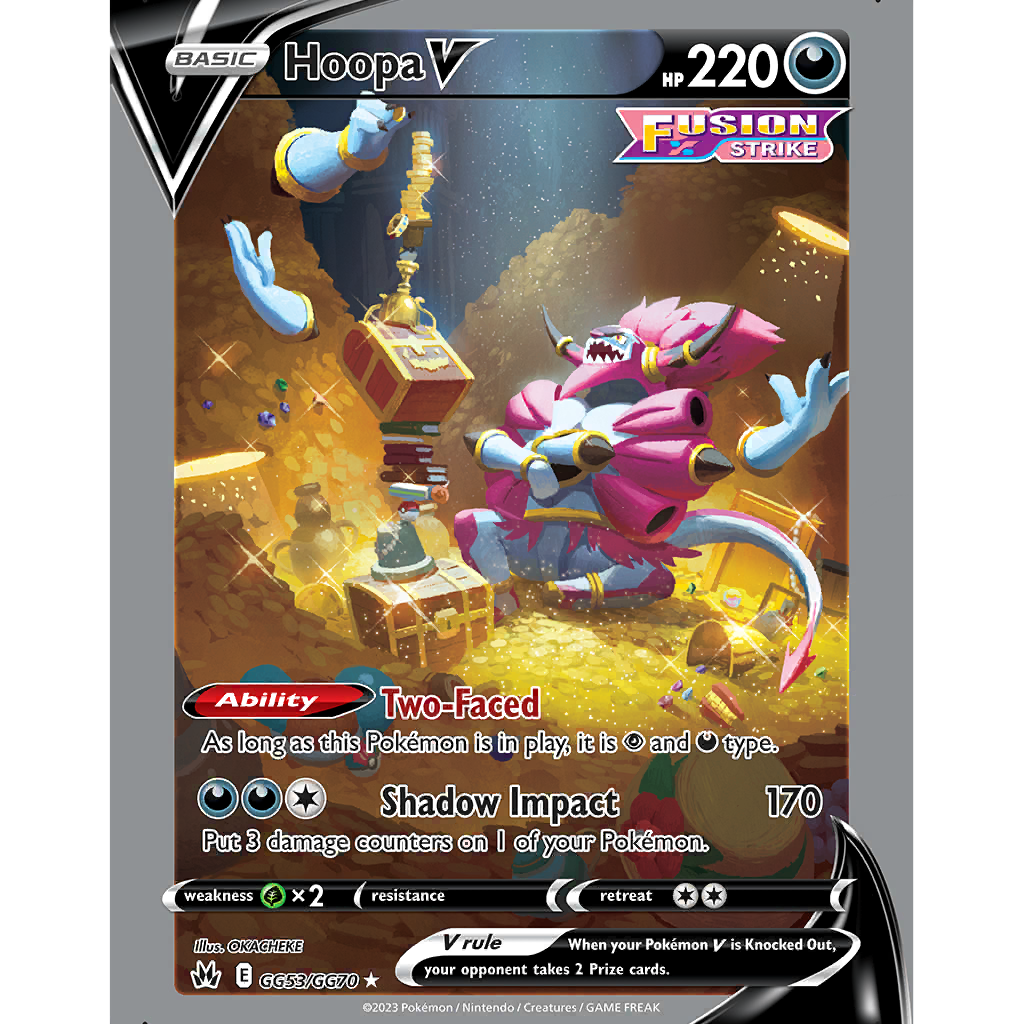 BASIC Hoopa V HP 220
FUSION
STRIKE
Ability Two-Faced
As long as this Pokémon is in play, it is and type.
Shadow Impact 170
Put 3 damage counters on 1 of your Pokémon.
weakness ×2 resistance retreat
Illus. OKACHEKE
V rule When your Pokémon V is Knocked Out,
your opponent takes 2 Prize cards.
E GG53/GG70 ★
©2023 Pokémon / Nintendo / Creatures / GAME FREAK